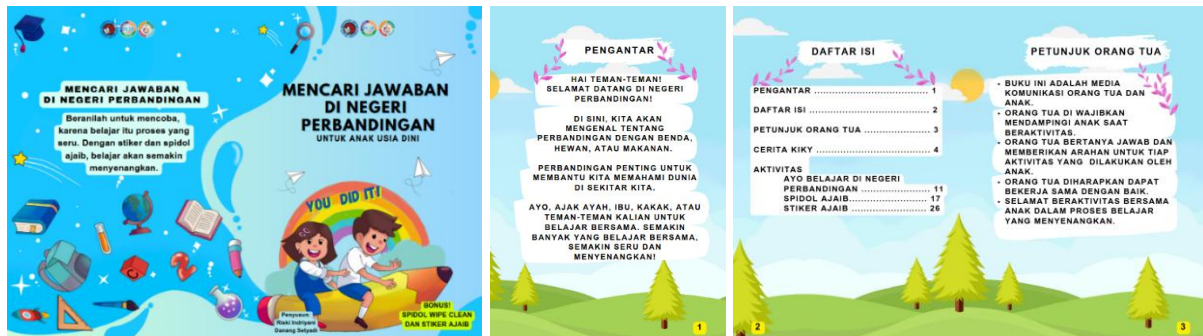 MENCARI JAWABAN
DI NEGERI PERBANDINGAN
Beranilah untuk mencoba,
karena belajar itu proses yang
seru. Dengan stiker dan spidol
ajaib, belajar akan semakin
menyenangkan.
MENCARI JAWABAN
DI NEGERI
PERBANDINGAN
UNTUK ANAK USIA DINI
YOU DID IT!
Penyusun:
Rieki Indriyani
Danang Setyadi
BONUS!
SPIDOL WIPE CLEAN
DAN STIKER AJAIB
PENGANTAR
HAI TEMAN-TEMAN!
SELAMAT DATANG DI NEGERI
PERBANDINGAN!
DI SINI, KITA AKAN
MENGENAL TENTANG
PERBANDINGAN DENGAN BENDA,
HEWAN, ATAU MAKANAN.
PERBANDINGAN PENTING UNTUK
MEMBANTU KITA MEMAHAMI DUNIA
DI SEKITAR KITA.
AYO, AJAK AYAH, IBU, KAKAK, ATAU
TEMAN-TEMAN KALIAN UNTUK
BELAJAR BERSAMA. SEMAKIN
BANYAK YANG BELAJAR BERSAMA,
SEMAKIN SERU DAN
MENYENANGKAN!
1
DAFTAR ISI
PENGANTAR ................................ 1
DAFTAR ISI ................................ 2
PETUNJUK ORANG TUA ................ 3
CERITA KIKY ................................ 4
AKTIVITAS
AYO BELAJAR DI NEGERI
PERBANDINGAN ................ 11
SPIDOL AJAIB................ 17
STIKER AJAIB ................ 26
2
PETUNJUK ORANG TUA
- BUKU INI ADALAH MEDIA
KOMUNIKASI ORANG TUA DAN
ANAK.
- ORANG TUA DI WAJIBKAN
MENDAMPINGI ANAK SAAT
BERAKTIVITAS.
- ORANG TUA BERTANYA JAWAB DAN
MEMBERIKAN ARAHAN UNTUK TIAP
AKTIVITAS YANG DILAKUKAN OLEH
ANAK.
- ORANG TUA DIHARAPKAN DAPAT
BEKERJA SAMA DENGAN BAIK.
- SELAMAT BERAKTIVITAS BERSAMA
ANAK DALAM PROSES BELAJAR
YANG MENYENANGKAN.
3